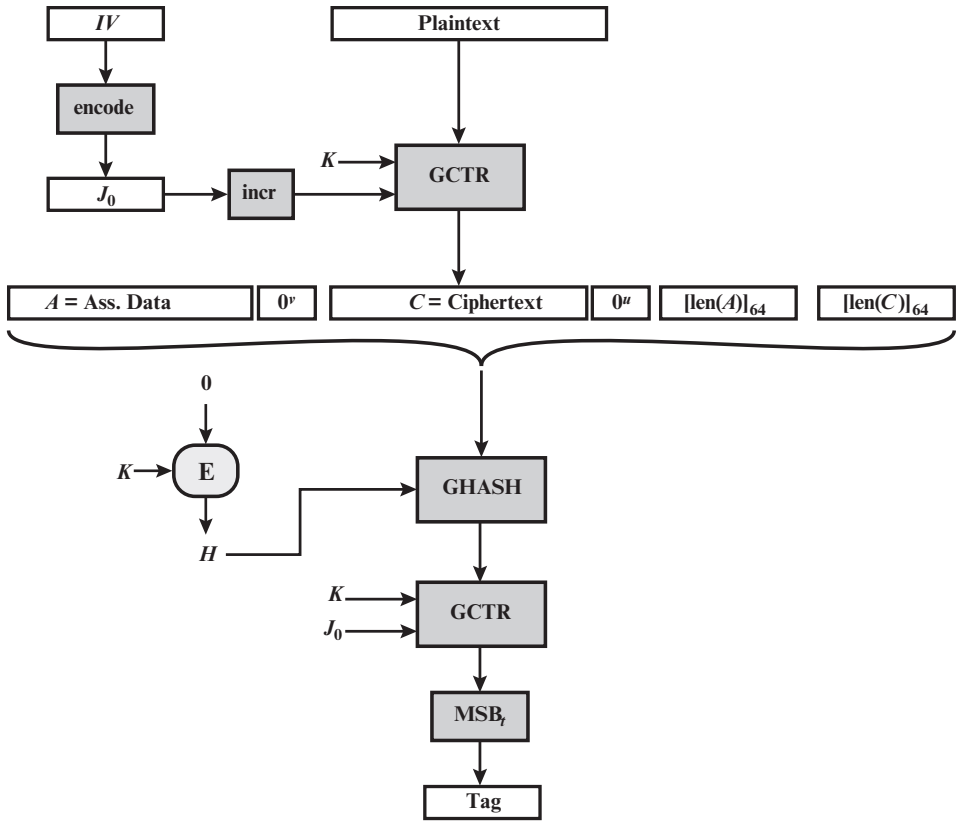 IV
Plaintext
encode
K
GCTR
J0
incr
A = Ass. Data
0v
C = Ciphertext
0u
[len(A)]64
[len(C)]64
0
K
E
GHASH
H
K
GCTR
J0
MSBt
Tag